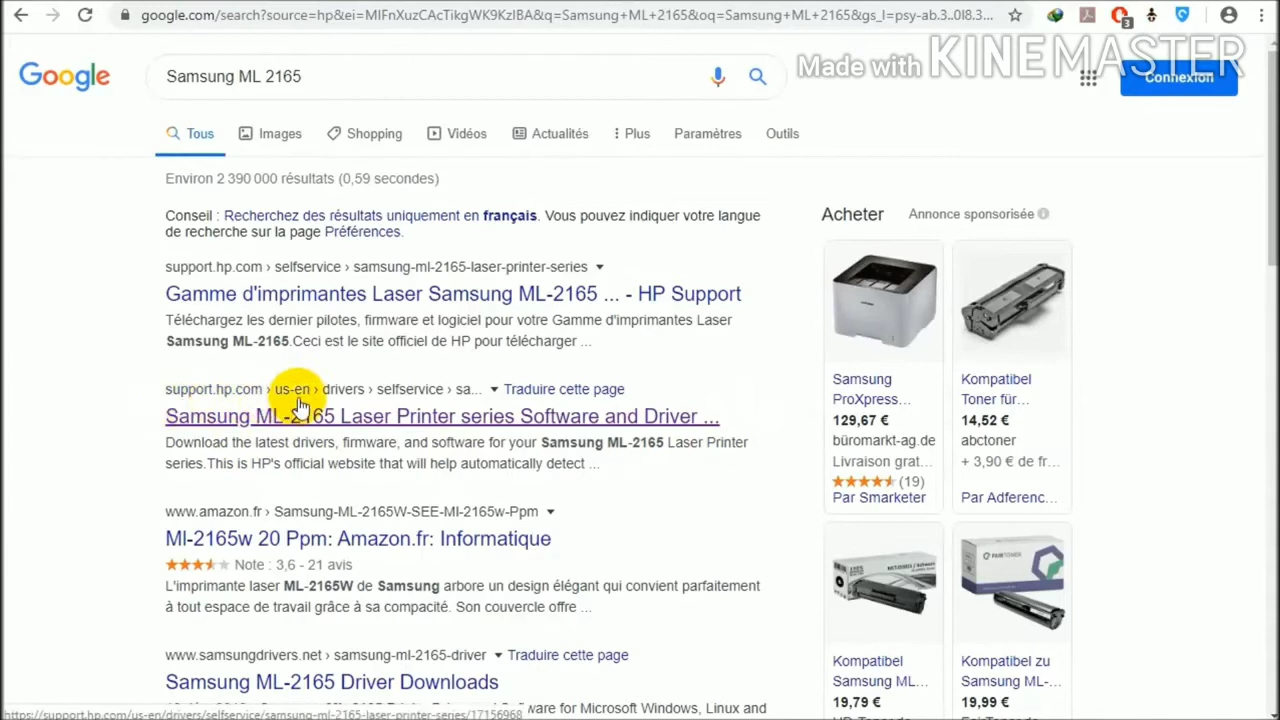 google.com/search?source=hp&ei=MIFnXuzCAcTikgWK9KzIBA&q=Samsung+ML+2165&oq=Samsung+ML+2165&gs_l=psy-ab.3..0l8.3...
3
Made with KINEMASTER
Google
Samsung ML 2165
Connexion
Tous Images Shopping Vidéos Actualités Plus Paramètres Outils
Environ 2 390 000 résultats (0,59 secondes)
Conseil : Recherchez des résultats uniquement en français. Vous pouvez indiquer votre langue
de recherche sur la page Préférences.
support.hp.com › selfservice › samsung-ml-2165-laser-printer-series
Gamme d'imprimantes Laser Samsung ML-2165 ... - HP Support
Téléchargez les dernier pilotes, firmware et logiciel pour votre Gamme d'imprimantes Laser
Samsung ML-2165.Ceci est le site officiel de HP pour télécharger ...
support.hp.com › us-en › drivers › selfservice › sa... Traduire cette page
Samsung ML-2165 Laser Printer series Software and Driver ...
Download the latest drivers, firmware, and software for your Samsung ML-2165 Laser Printer
series.This is HP's official website that will help automatically detect ...
www.amazon.fr › Samsung-ML-2165W-SEE-Ml-2165w-Ppm
Ml-2165w 20 Ppm: Amazon.fr: Informatique
Note : 3,6 - 21 avis
L'imprimante laser ML-2165W de Samsung arbore un design élégant qui convient parfaitement
à tout espace de travail grâce à sa compacité. Son couvercle offre ...
www.samsungdrivers.net › samsung-ml-2165-driver Traduire cette page
Samsung ML-2165 Driver Downloads
ware for Microsoft Windows, Linux and
https://support.hp.com/us-en/drivers/selfservice/samsung-ml-2165-laser-printer-series/17156968
Acheter Annonce sponsorisée
Samsung
ProXpress...
129,67 €
büromarkt-ag.de
Livraison grat...
(19)
Par Smarketer
Kompatibel
Toner für...
14,52 €
abctoner
+ 3,90 € de fr...
Par Adferenc...
Kompatibel
Samsung ML...
19,79 €
Kompatibel zu
Samsung ML-...
19,99 €